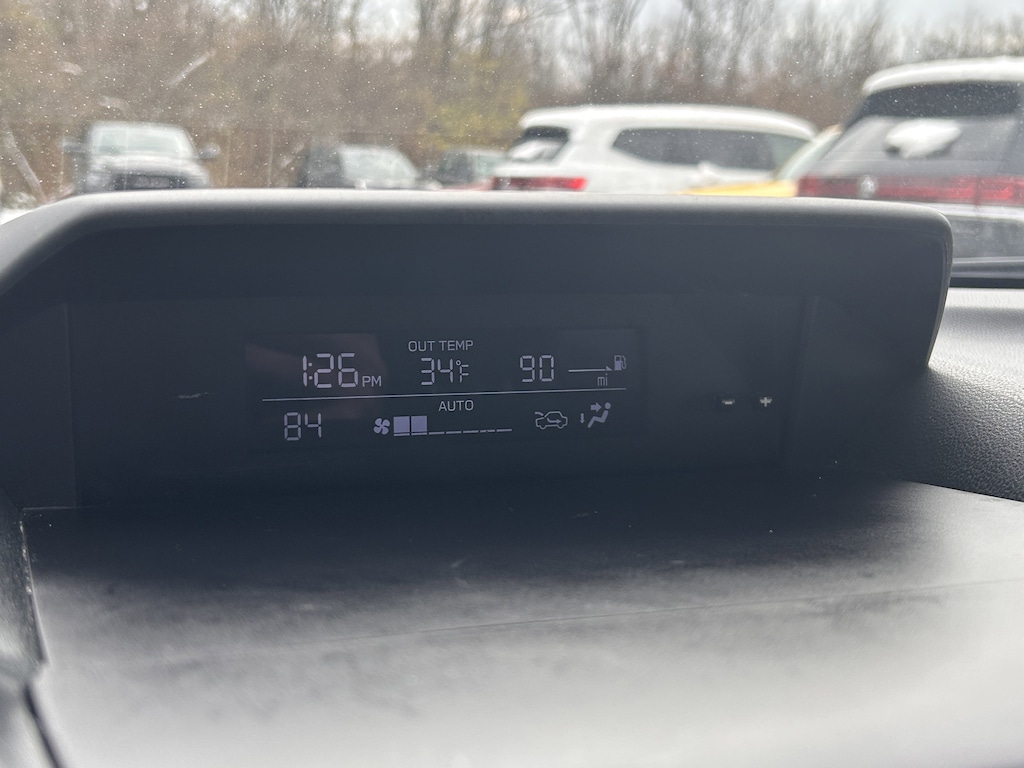 OUT TEMP
1:26 PM 34°F 90 mi
AUTO
84
- +